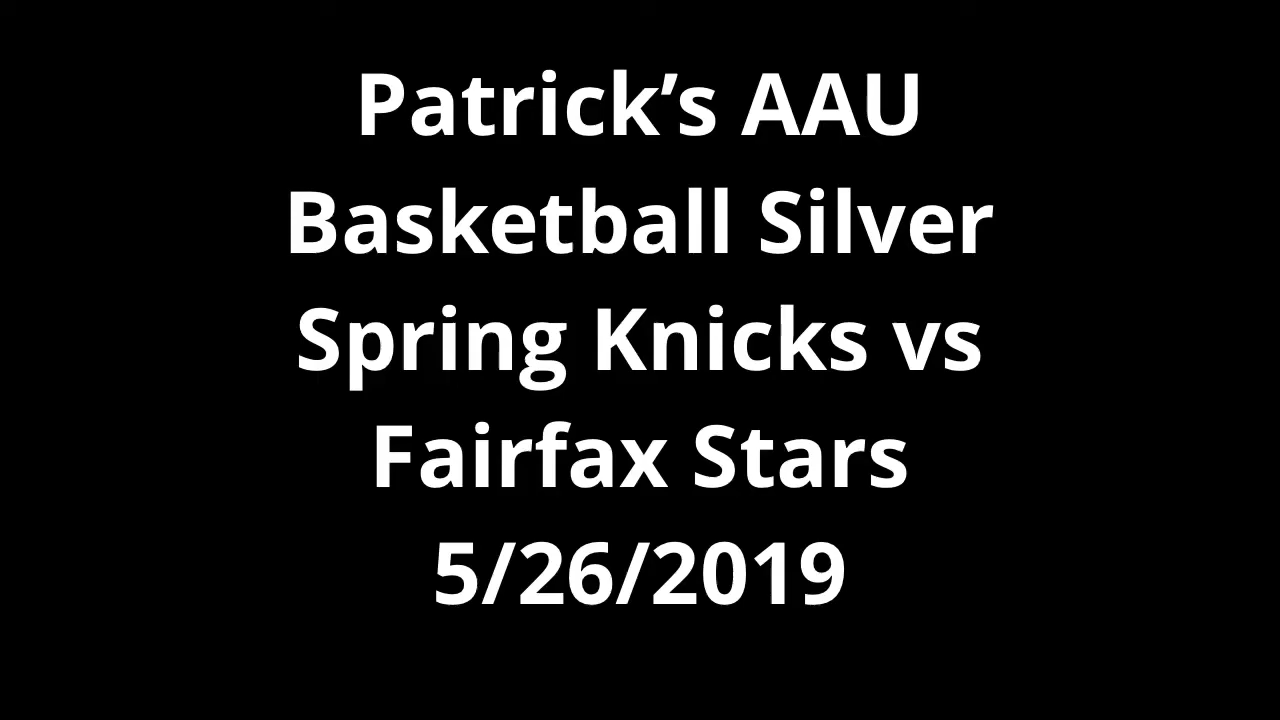 Patrick’s AAU
Basketball Silver
Spring Knicks vs
Fairfax Stars
5/26/2019